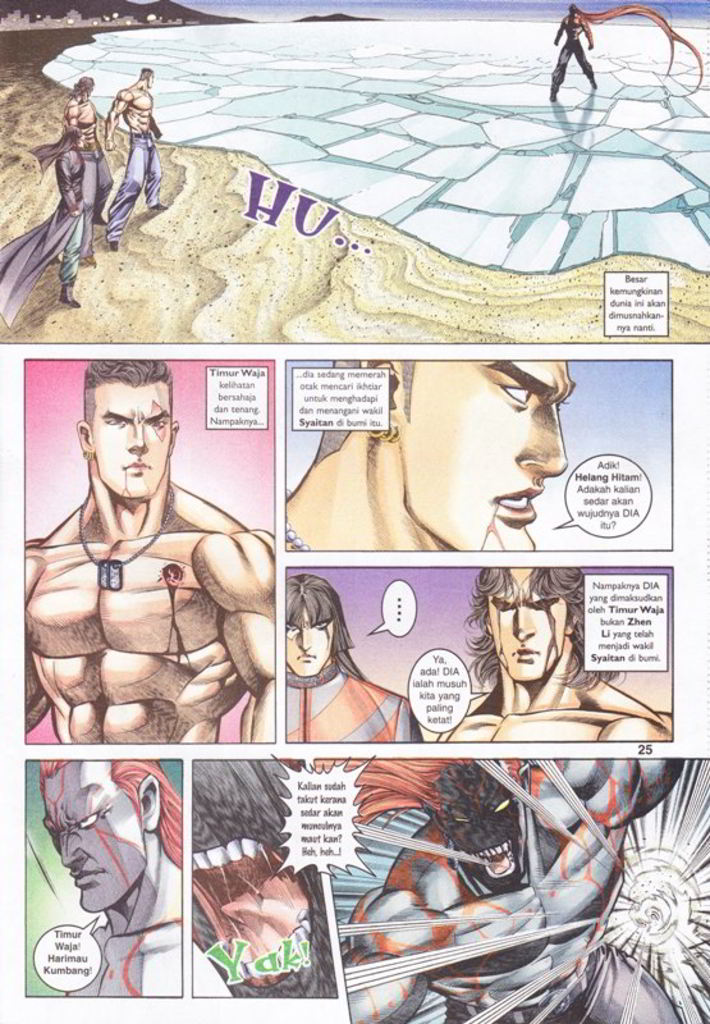 HU...
Besar
kemungkinan
dunia ini akan
dimusnahkan-
nya nanti.
Timur Waja
kelihatan
bersahaja
dan tenang.
Nampaknya...
...dia sedang memerah
otak mencari ikhtiar
untuk menghadapi
dan menangani wakil
Syaitan di bumi itu.
Adik!
Helang Hitam!
Adakah kalian
sedar akan
wujudnya DIA
itu?
...
Ya,
ada! DIA
ialah musuh
kita yang
paling
ketat!
Nampaknya DIA
yang dimaksudkan
oleh Timur Waja
bukan Zhen
Li yang telah
menjadi wakil
Syaitan di bumi.
25
Timur
Waja!
Harimau
Kumbang!
Kalian sudah
takut kerana
sedar akan
munculnya
maut kan?
Heh, heh...!
Yak!